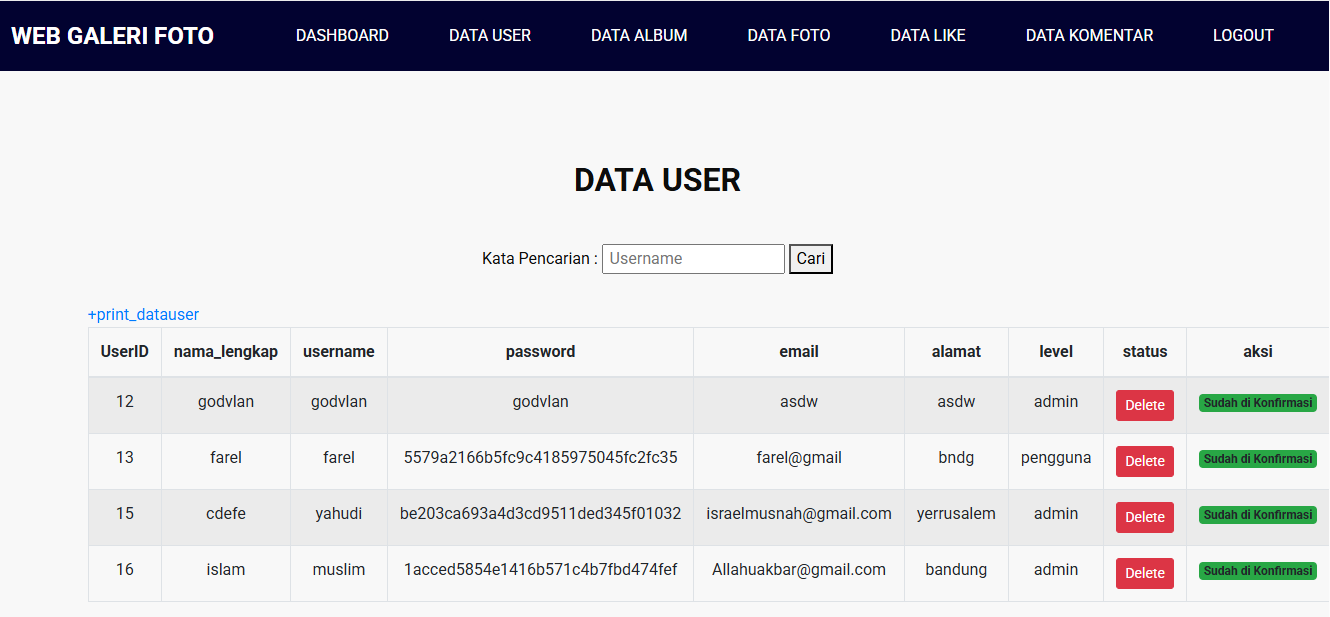 WEB GALERI FOTO DASHBOARD DATA USER DATA ALBUM DATA FOTO DATA LIKE DATA KOMENTAR LOGOUT
DATA USER
Kata Pencarian : Username Cari
+print_datauser
UserID nama_lengkap username password email alamat level status aksi
12 godvlan godvlan godvlan asdw asdw admin Delete Sudah di Konfirmasi
13 farel farel 5579a2166b5fc9c4185975045fc2fc35 farel@gmail bndg pengguna Delete Sudah di Konfirmasi
15 cdefe yahudi be203ca693a4d3cd9511ded345f01032 israelmusnah@gmail.com yerrusalem admin Delete Sudah di Konfirmasi
16 islam muslim 1acced5854e1416b571c4b7fbd474fef Allahuakbar@gmail.com bandung admin Delete Sudah di Konfirmasi